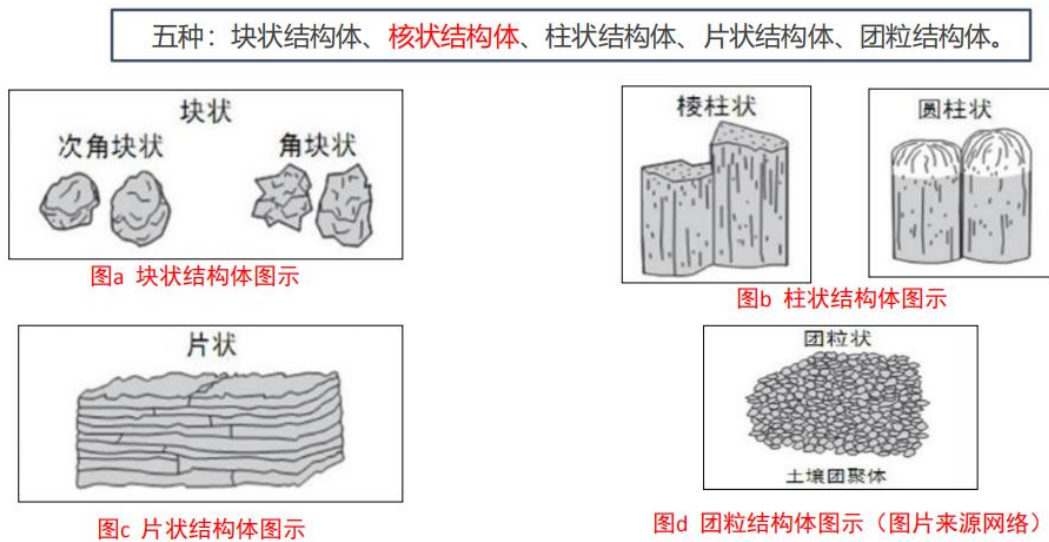 五种：块状结构体、核状结构体、柱状结构体、片状结构体、团粒结构体。
块状
次角块状 角块状
图a 块状结构体图示
棱柱状
圆柱状
图b 柱状结构体图示
片状
图c 片状结构体图示
团粒状
土壤团聚体
图d 团粒结构体图示（图片来源网络）